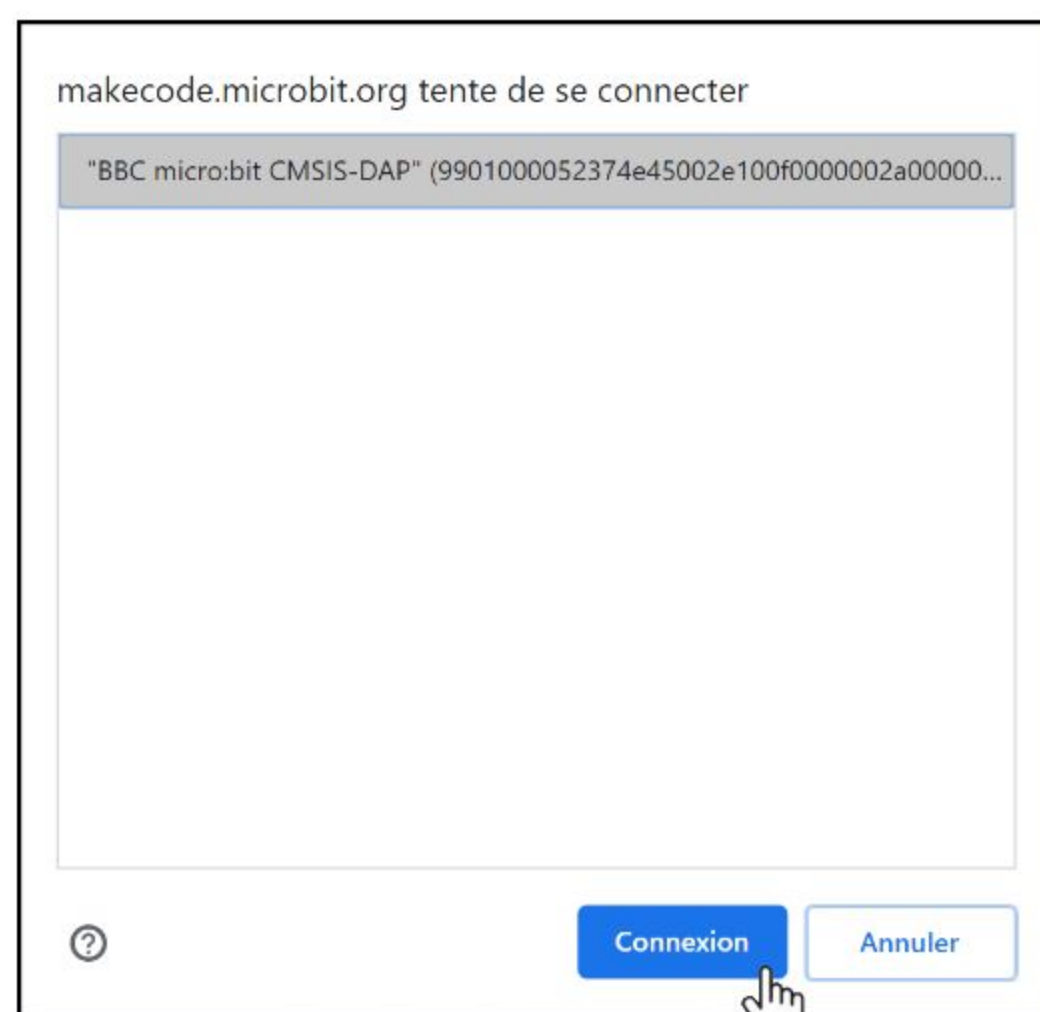 makecode.microbit.org tente de se connecter
"BBC micro:bit CMSIS-DAP" (9901000052374e45002e100f0000002a00000...
Connexion
Annuler